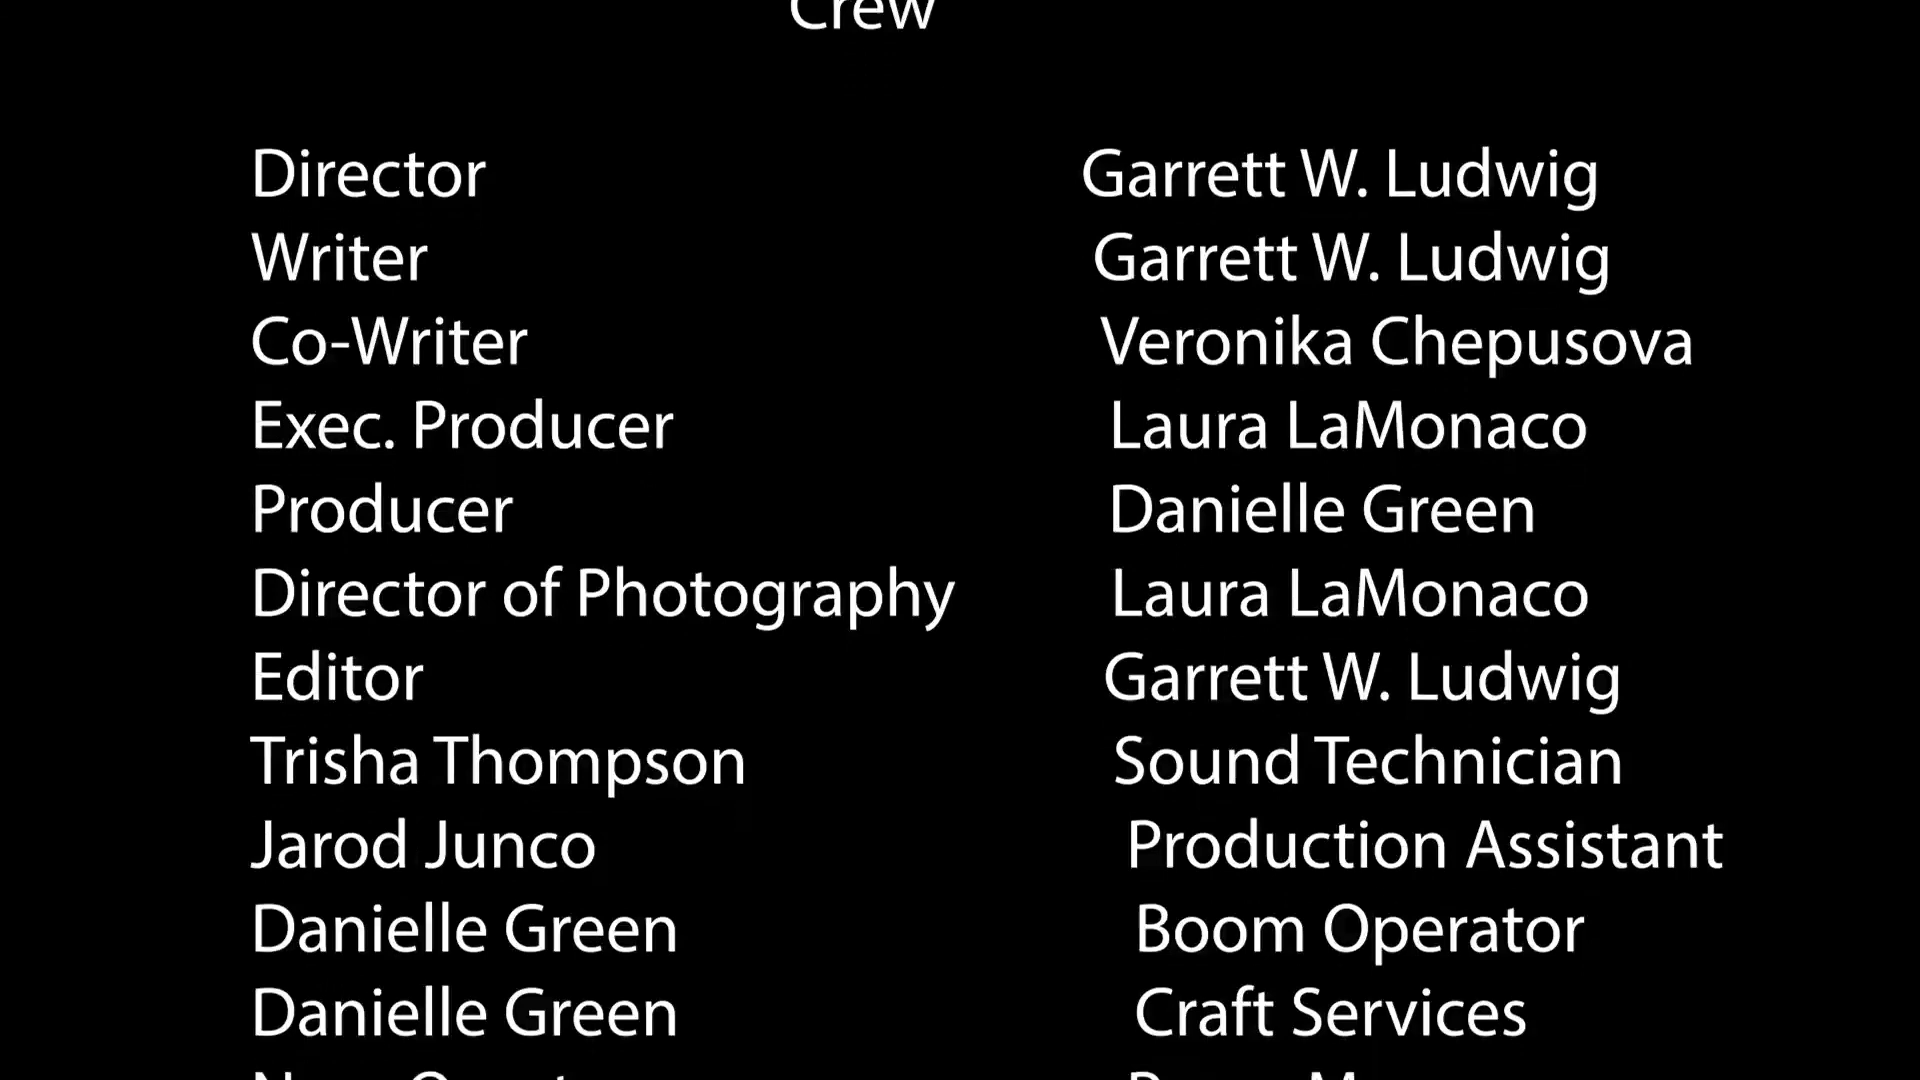 Crew
Director Garrett W. Ludwig
Writer Garrett W. Ludwig
Co-Writer Veronika Chepusova
Exec. Producer Laura LaMonaco
Producer Danielle Green
Director of Photography Laura LaMonaco
Editor Garrett W. Ludwig
Trisha Thompson Sound Technician
Jarod Junco Production Assistant
Danielle Green Boom Operator
Danielle Green Craft Services